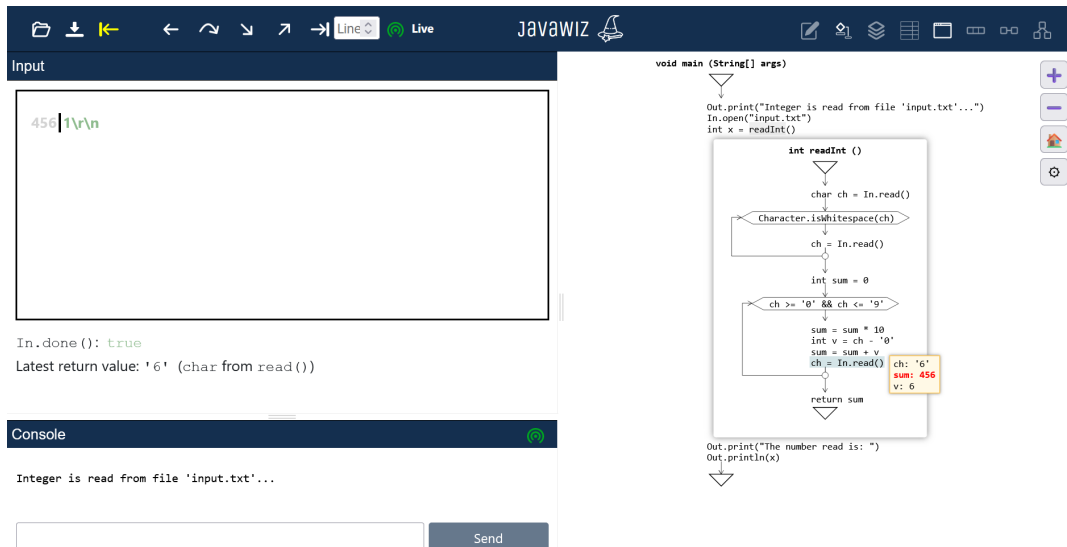 Line
Live
JavaWiz
Input
456 1\r\n
In.done(): true
Latest return value: '6' (char from read())
Console
Integer is read from file 'input.txt'...
Send
void main (String[] args)
Out.print("Integer is read from file 'input.txt'...")
In.open("input.txt")
int x = readInt()
int readInt ()
char ch = In.read()
Character.isWhitespace(ch)
ch = In.read()
int sum = 0
ch >= '0' && ch <= '9'
sum = sum * 10
int v = ch - '0'
sum = sum + v
ch = In.read()
ch: '6'
sum: 456
v: 6
return sum
Out.print("The number read is: ")
Out.println(x)